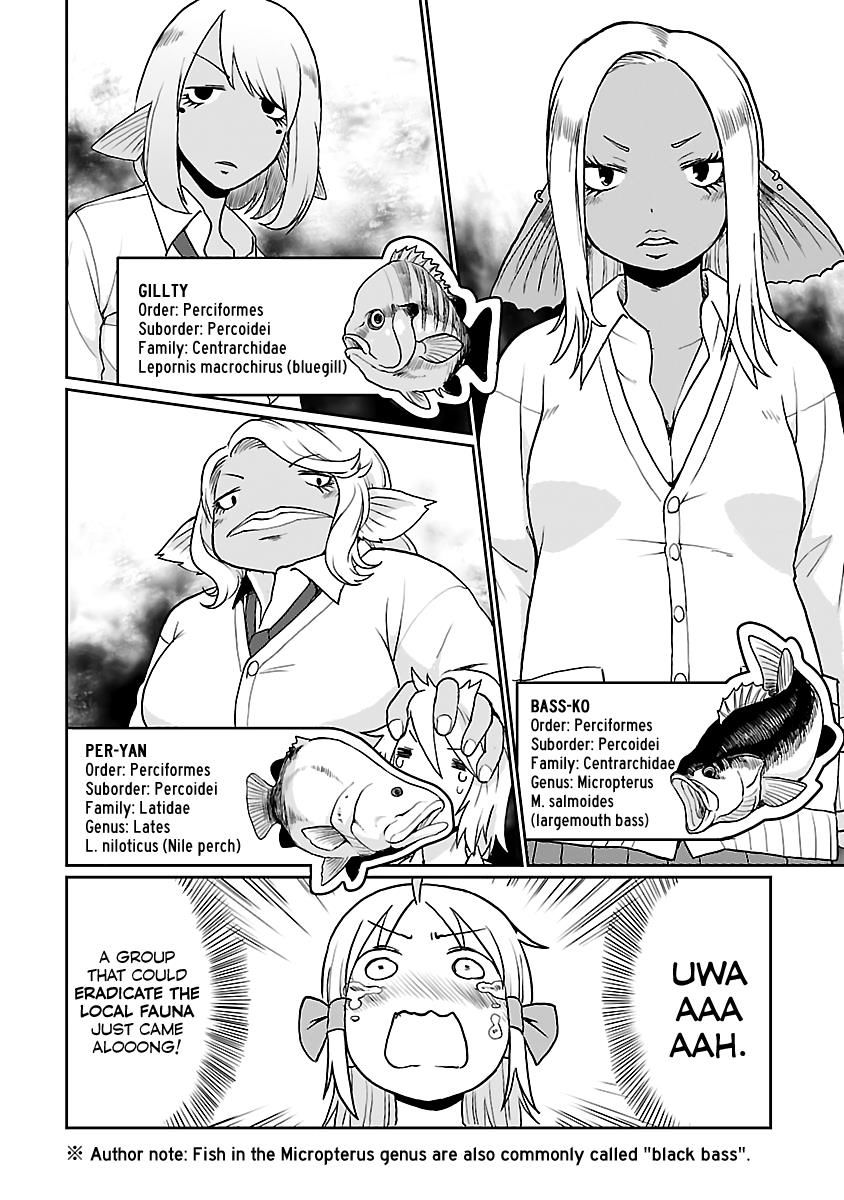 BASS-KO
Order: Perciformes
Suborder: Percoidei
Family: Centrarchidae
Genus: Micropterus
M. salmoides
(largemouth bass)
GILLTY
Order: Perciformes
Suborder: Percoidei
Family: Centrarchidae
Lepornis macrochirus (bluegill)
PER-YAN
Order: Perciformes
Suborder: Percoidei
Family: Latidae
Genus: Lates
L. niloticus (Nile perch)
UWA
AAA
AAH.
A GROUP
THAT COULD
ERADICATE THE
LOCAL FAUNA
JUST CAME
ALOOONG!
※ Author note: Fish in the Micropterus genus are also commonly called "black bass".